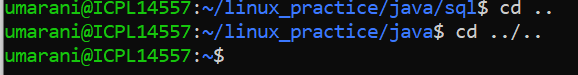 umarani@ICPL14557:~/linux_practice/java/sql$ cd ..
umarani@ICPL14557:~/linux_practice/java$ cd ../..
umarani@ICPL14557:~$